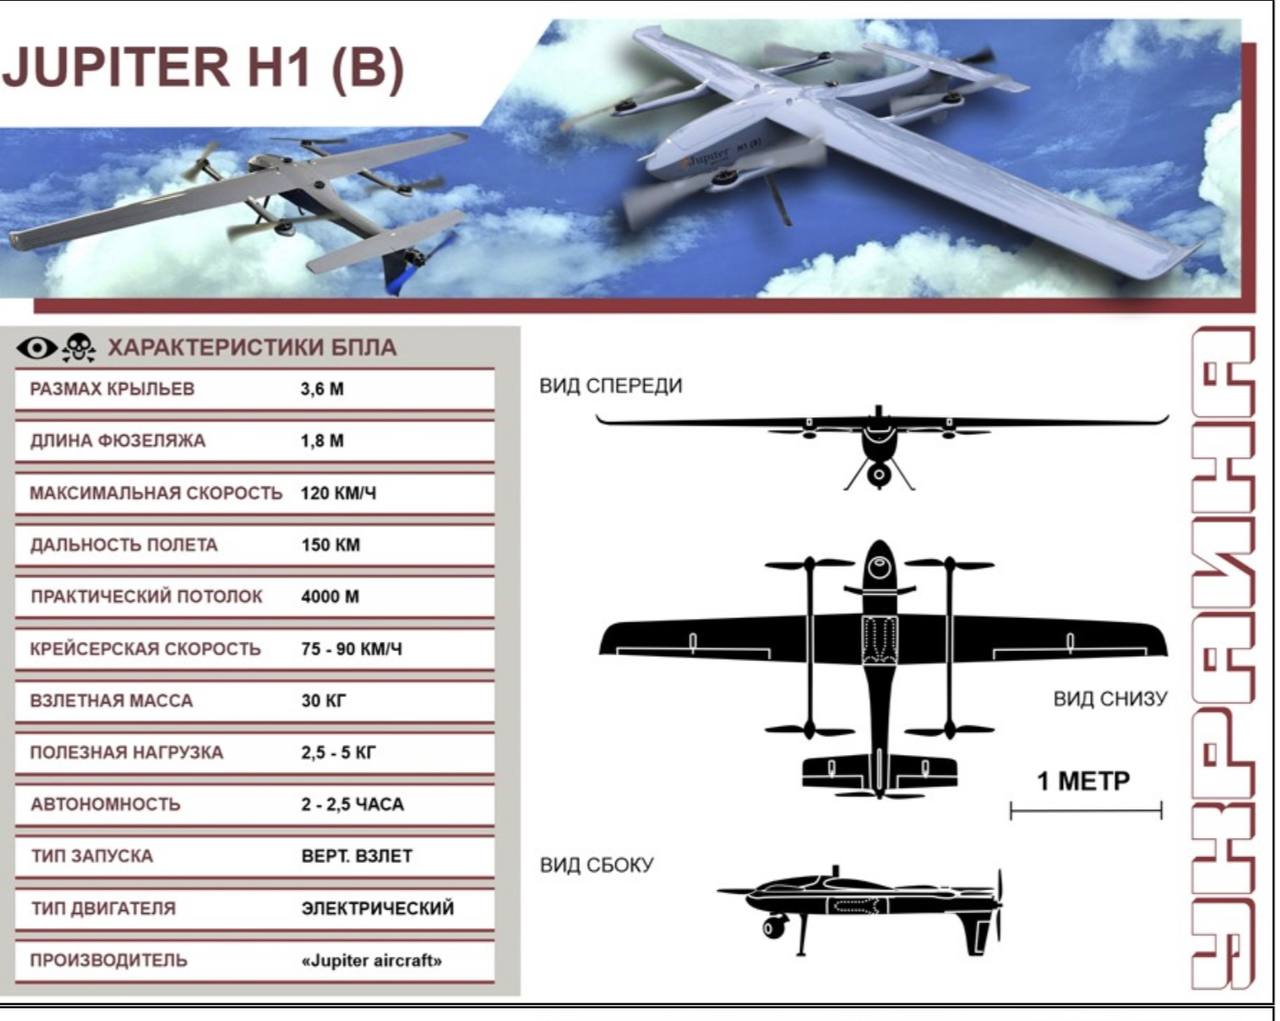 JUPITER H1 (B)
Jupiter H1 (B)
ХАРАКТЕРИСТИКИ БПЛА
РАЗМАХ КРЫЛЬЕВ 3,6 М
ДЛИНА ФЮЗЕЛЯЖА 1,8 М
МАКСИМАЛЬНАЯ СКОРОСТЬ 120 КМ/Ч
ДАЛЬНОСТЬ ПОЛЕТА 150 КМ
ПРАКТИЧЕСКИЙ ПОТОЛОК 4000 М
КРЕЙСЕРСКАЯ СКОРОСТЬ 75 - 90 КМ/Ч
ВЗЛЕТНАЯ МАССА 30 КГ
ПОЛЕЗНАЯ НАГРУЗКА 2,5 - 5 КГ
АВТОНОМНОСТЬ 2 - 2,5 ЧАСА
ТИП ЗАПУСКА ВЕРТ. ВЗЛЕТ
ТИП ДВИГАТЕЛЯ ЭЛЕКТРИЧЕСКИЙ
ПРОИЗВОДИТЕЛЬ «Jupiter aircraft»
ВИД СПЕРЕДИ
ВИД СНИЗУ
1 МЕТР
ВИД СБОКУ
УКРАИНА